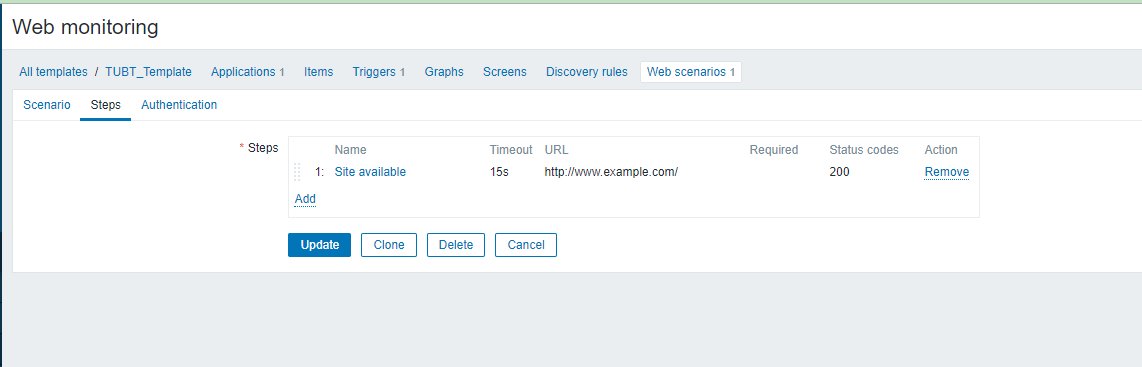 Web monitoring
All templates / TUBT_Template Applications 1 Items Triggers 1 Graphs Screens Discovery rules Web scenarios 1
Scenario Steps Authentication
* Steps
Name Timeout URL Required Status codes Action
1: Site available 15s http://www.example.com/ 200 Remove
Add
Update Clone Delete Cancel